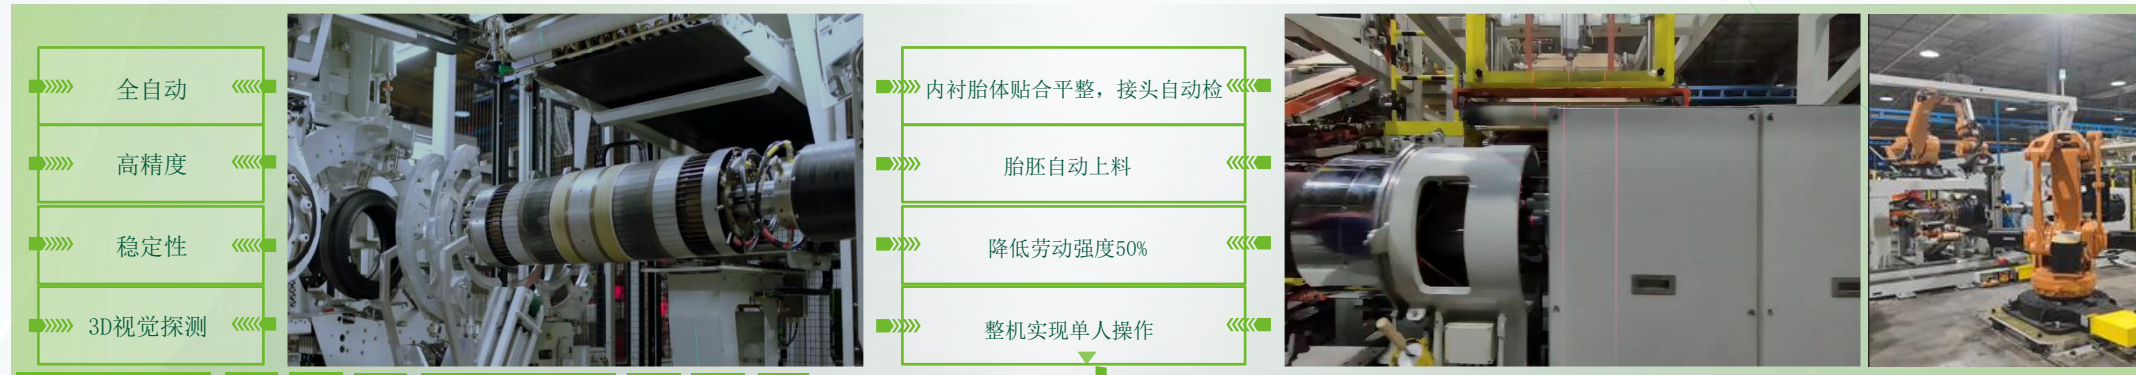 全自动
高精度
稳定性
3D视觉探测
内衬胎体贴合平整，接头自动检
胎胚自动上料
降低劳动强度50%
整机实现单人操作